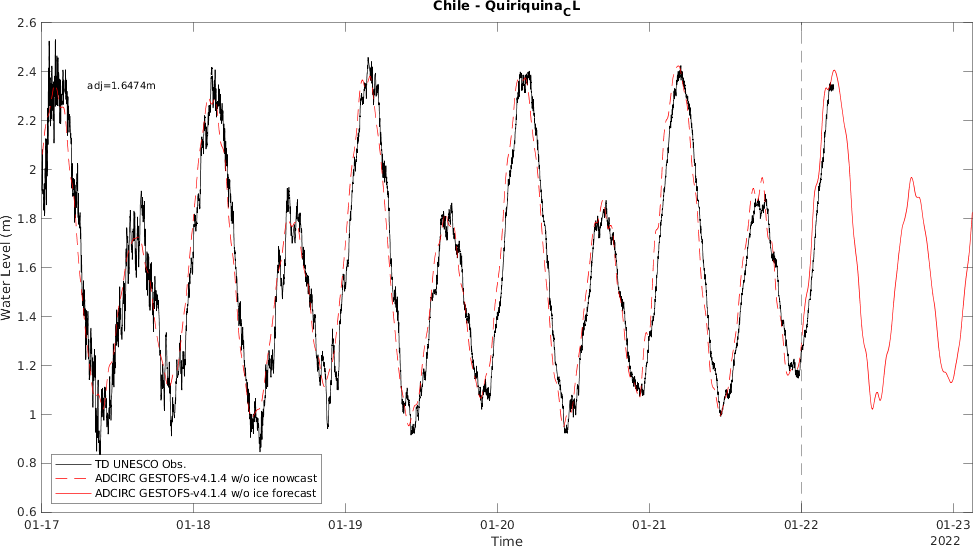 Chile - Quiriquina_CL
2.6
2.4
2.2
2
1.8
1.6
1.4
1.2
1
0.8
0.6
Water Level (m)
adj=1.6474m
TD UNESCO Obs.
ADCIRC GESTOFS-v4.1.4 w/o ice nowcast
ADCIRC GESTOFS-v4.1.4 w/o ice forecast
01-17 01-18 01-19 01-20 01-21 01-22 01-23
Time
2022